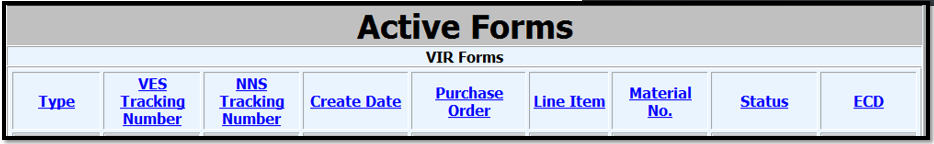 Active Forms
VIR Forms
Type
VES
Tracking
Number
NNS
Tracking
Number
Create Date
Purchase
Order
Line Item
Material
No.
Status
ECD